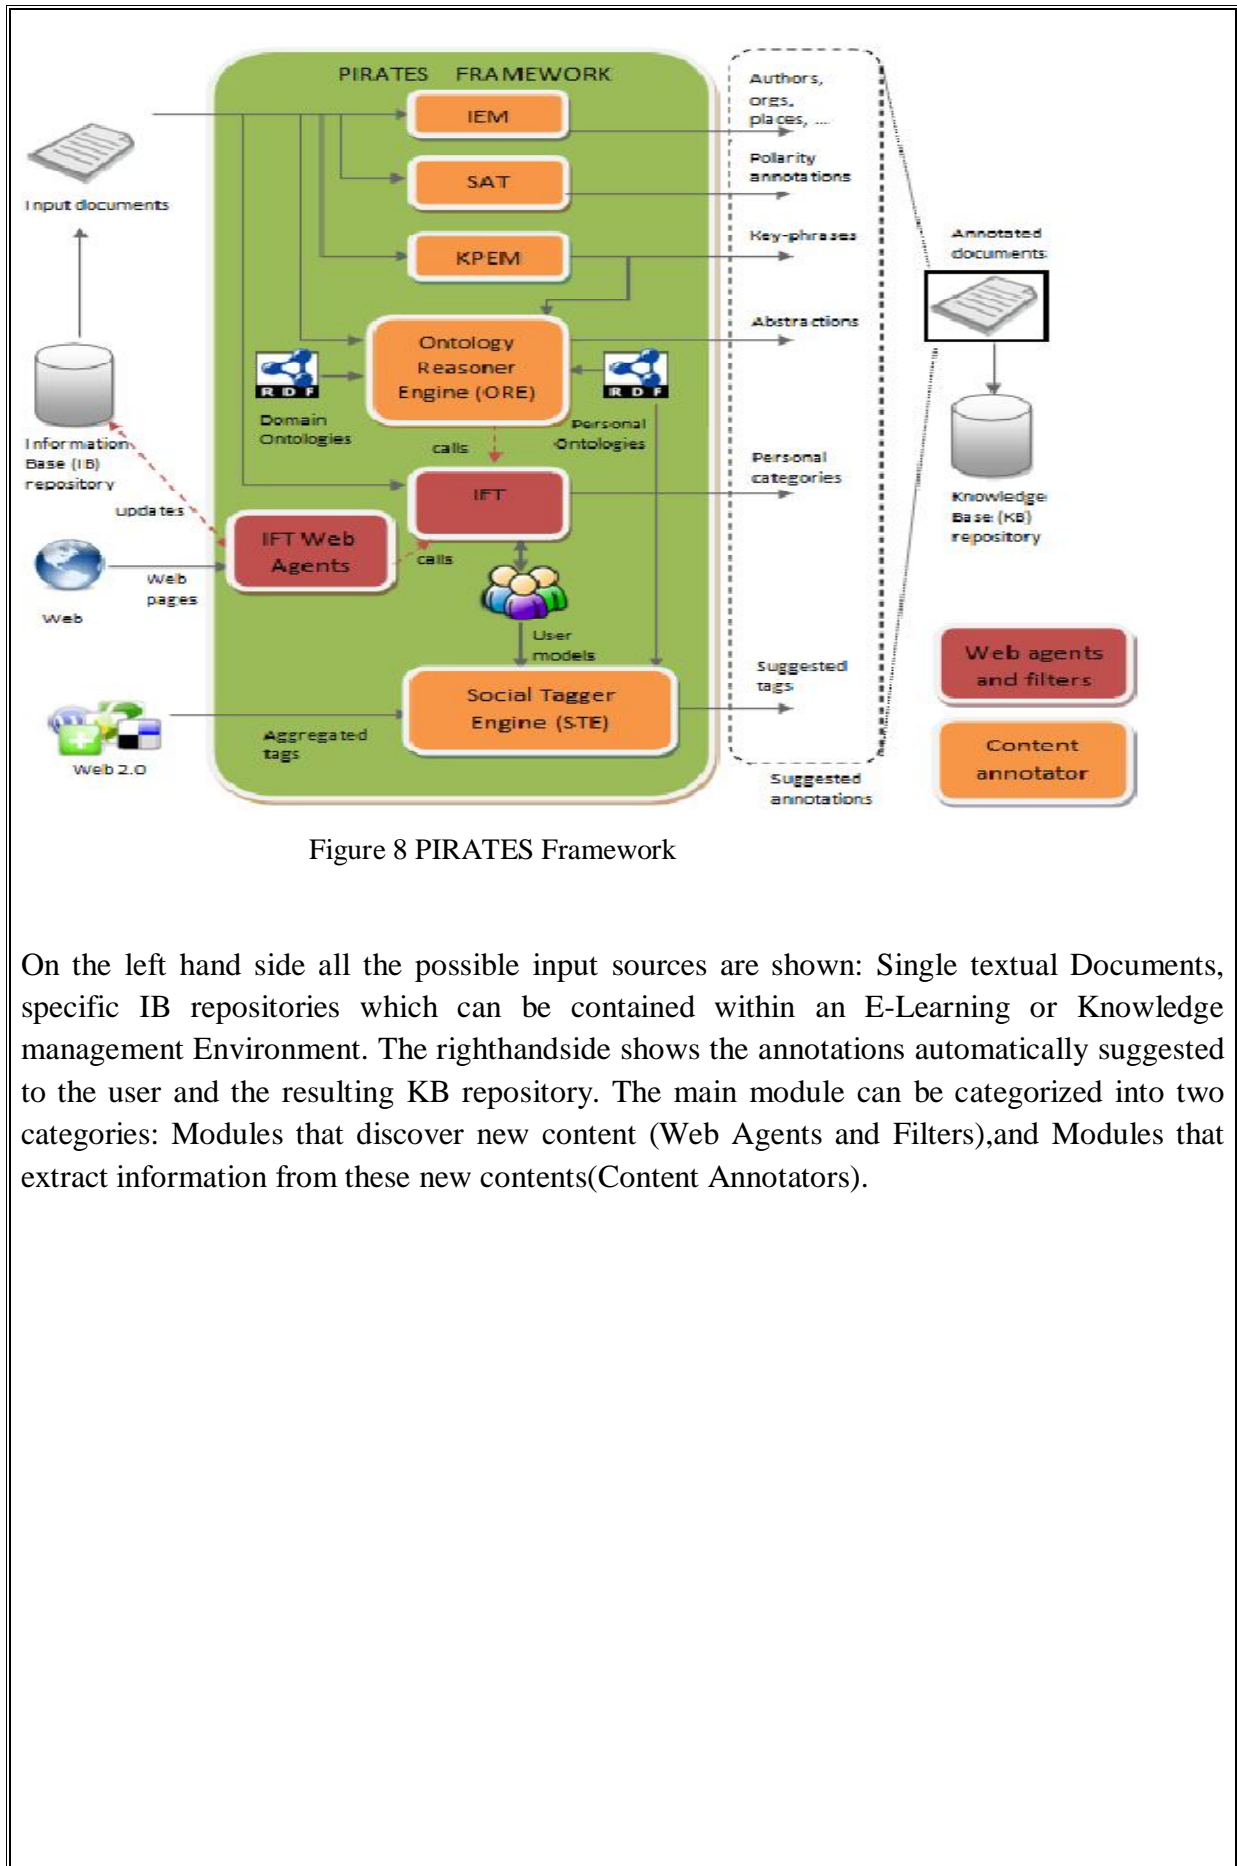 PIRATES FRAMEWORK
IEM
SAT
KPEM
Ontology
Reasoner
Engine (ORE)
RDF
Domain
Ontologies
RDF
Personal
Ontologies
calls
IFT
IFT Web
Agents
calls
User
models
Social Tagger
Engine (STE)
Aggregated
tags
Input documents
Information
Base (IB)
repository
updates
Web
pages
Web
Web 2.0
Authors,
orgs,
places, ...
Polarity
annotations
Key-phrases
Abstractions
Personal
categories
Suggested
tags
Suggested
annotations
Annotated
documents
Knowledge
Base (KB)
repository
Web agents
and filters
Content
annotator
Figure 8 PIRATES Framework
On the left hand side all the possible input sources are shown: Single textual Documents,
specific IB repositories which can be contained within an E-Learning or Knowledge
management Environment. The righthandside shows the annotations automatically suggested
to the user and the resulting KB repository. The main module can be categorized into two
categories: Modules that discover new content (Web Agents and Filters),and Modules that
extract information from these new contents(Content Annotators).